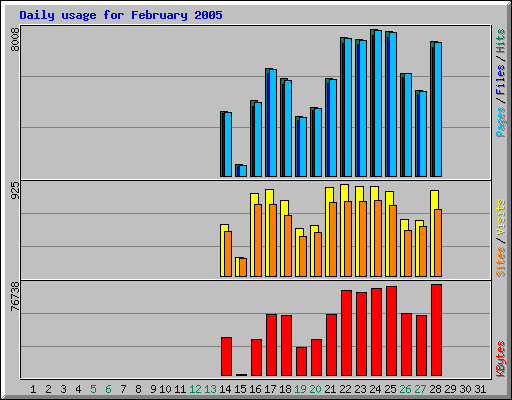 Daily usage for February 2005
8008
Pages / Files / Hits
925
Sites / Visits
76738
KBytes
1 2 3 4 5 6 7 8 9 10 11 12 13 14 15 16 17 18 19 20 21 22 23 24 25 26 27 28 29 30 31